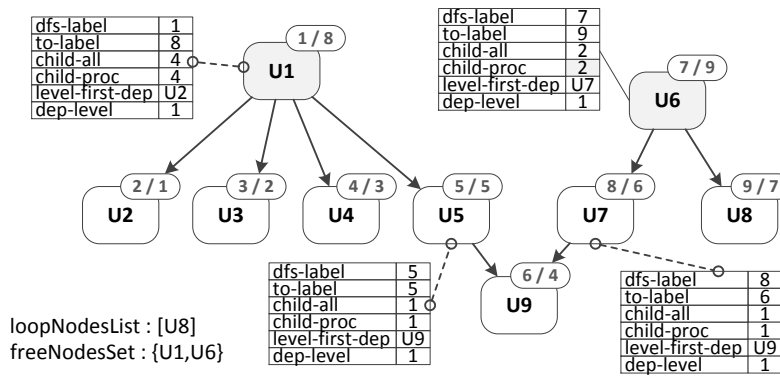 dfs-label 1
to-label 8
child-all 4
child-proc 4
level-first-dep U2
dep-level 1
1 / 8
U1
dfs-label 7
to-label 9
child-all 2
child-proc 2
level-first-dep U7
dep-level 1
7 / 9
U6
2 / 1
U2
3 / 2
U3
4 / 3
U4
5 / 5
U5
8 / 6
U7
9 / 7
U8
6 / 4
U9
dfs-label 5
to-label 5
child-all 1
child-proc 1
level-first-dep U9
dep-level 1
dfs-label 8
to-label 6
child-all 1
child-proc 1
level-first-dep U9
dep-level 1
loopNodesList : [U8]
freeNodesSet : {U1,U6}